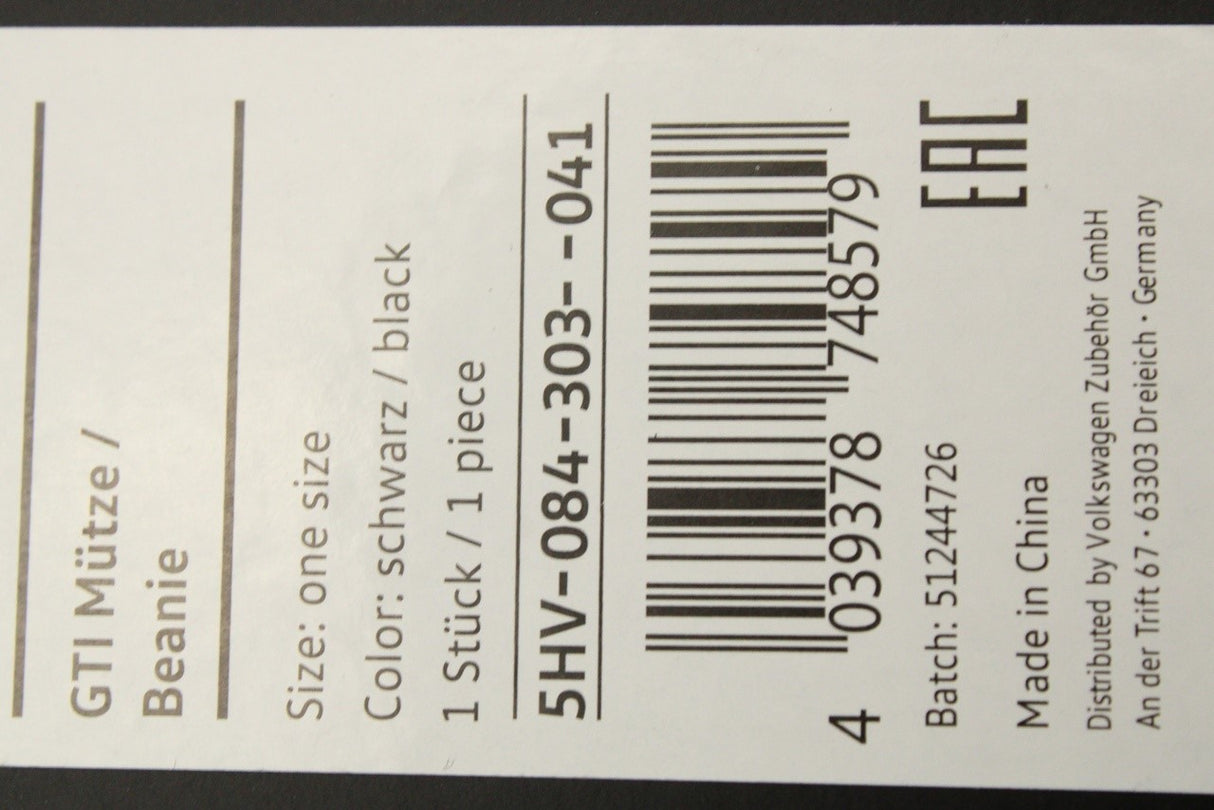 GTI Mütze /
Beanie
Size: one size
Color: schwarz / black
1 Stück / 1 piece
5HV-084-303- -041
4 039378 748579
Batch: 51244726
EAC
Made in China
Distributed by Volkswagen Zubehör GmbH
An der Trift 67 · 63303 Dreieich · Germany